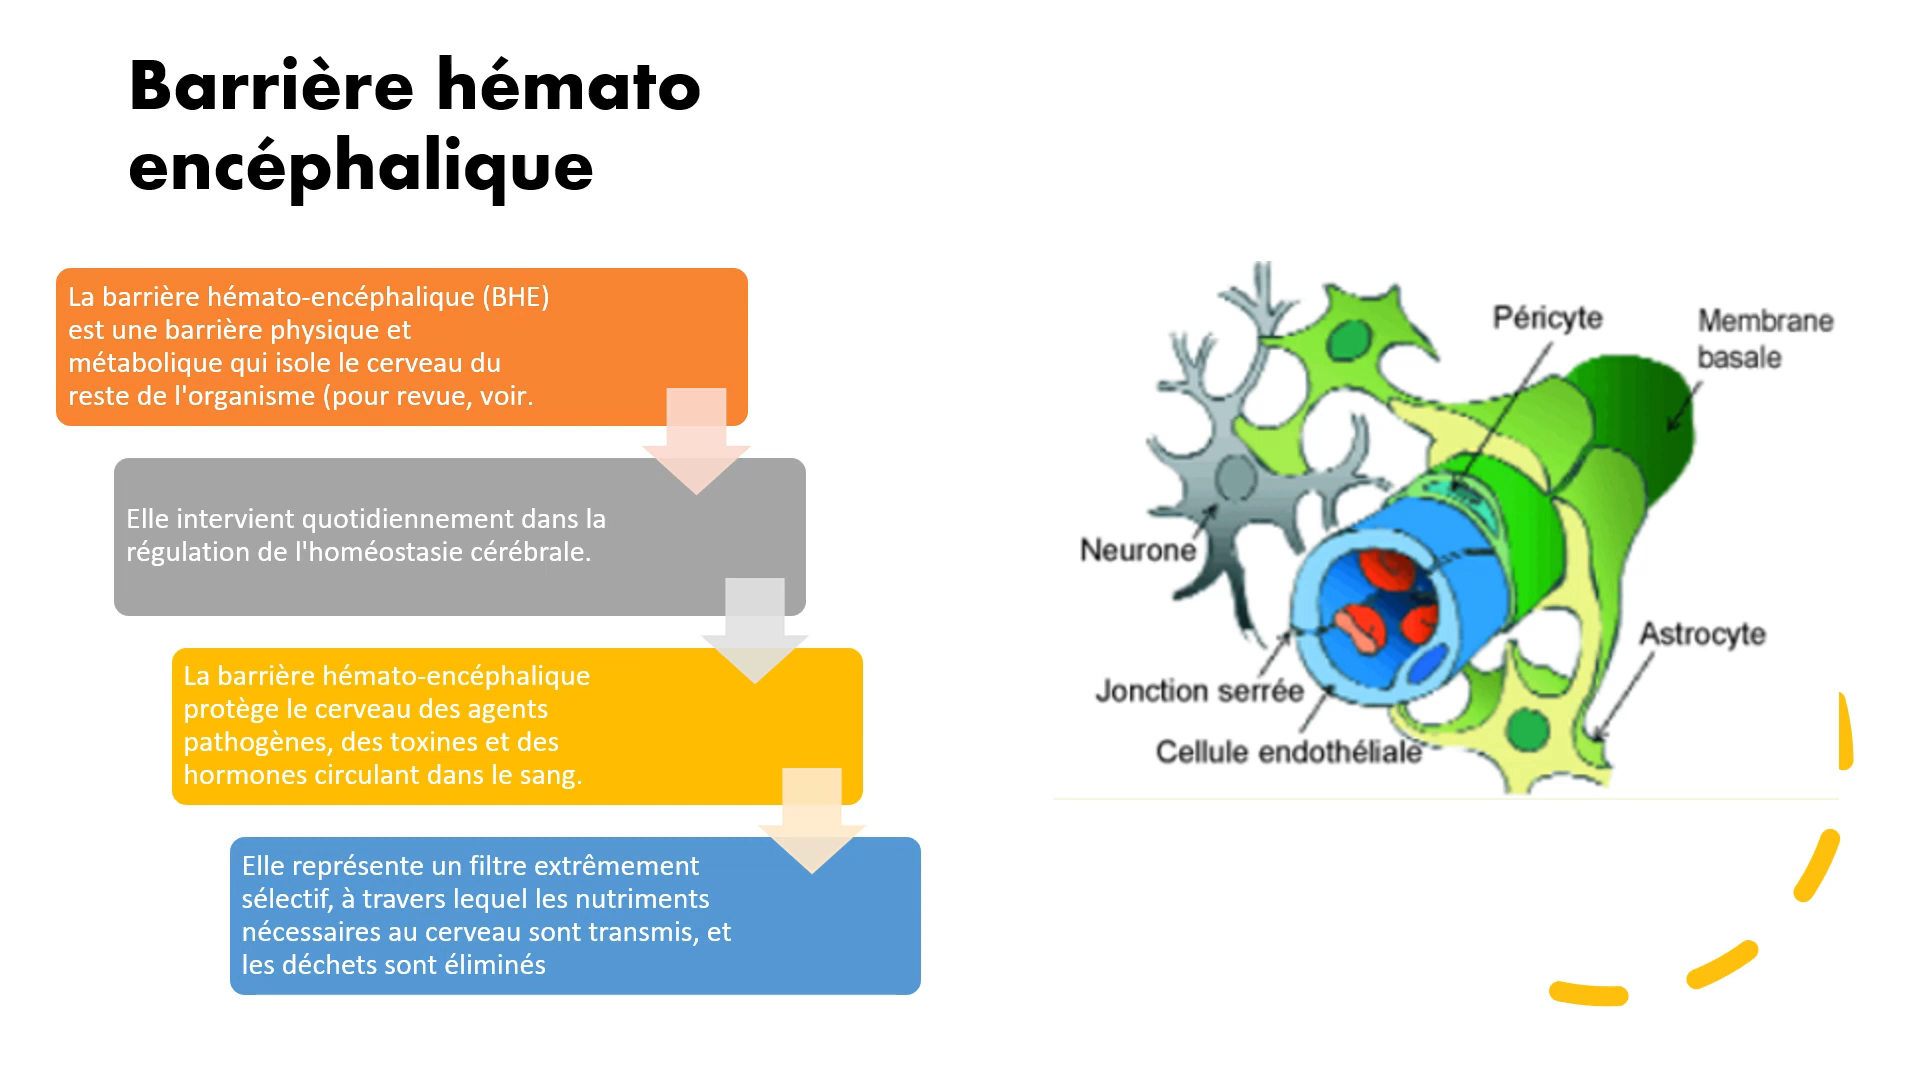 Barrière hémato
encéphalique
La barrière hémato-encéphalique (BHE)
est une barrière physique et
métabolique qui isole le cerveau du
reste de l'organisme (pour revue, voir.
Elle intervient quotidiennement dans la
régulation de l'homéostasie cérébrale.
La barrière hémato-encéphalique
protège le cerveau des agents
pathogènes, des toxines et des
hormones circulant dans le sang.
Elle représente un filtre extrêmement
sélectif, à travers lequel les nutriments
nécessaires au cerveau sont transmis, et
les déchets sont éliminés
Péricyte
Membrane
basale
Neurone
Astrocyte
Jonction serrée
Cellule endothéliale